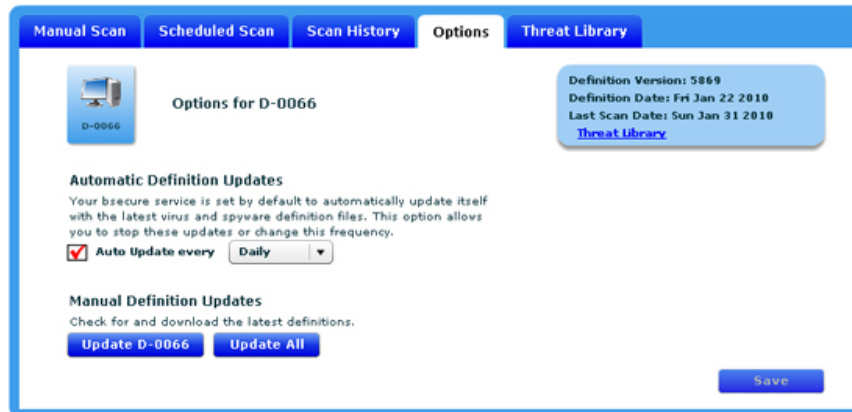 Manual Scan
Scheduled Scan
Scan History
Options
Threat Library
D-0066
Options for D-0066
Definition Version: 5869
Definition Date: Fri Jan 22 2010
Last Scan Date: Sun Jan 31 2010
Threat Library
Automatic Definition Updates
Your bsecure service is set by default to automatically update itself
with the latest virus and spyware definition files. This option allows
you to stop these updates or change this frequency.
Auto Update every
Daily
Manual Definition Updates
Check for and download the latest definitions.
Update D-0066
Update All
Save